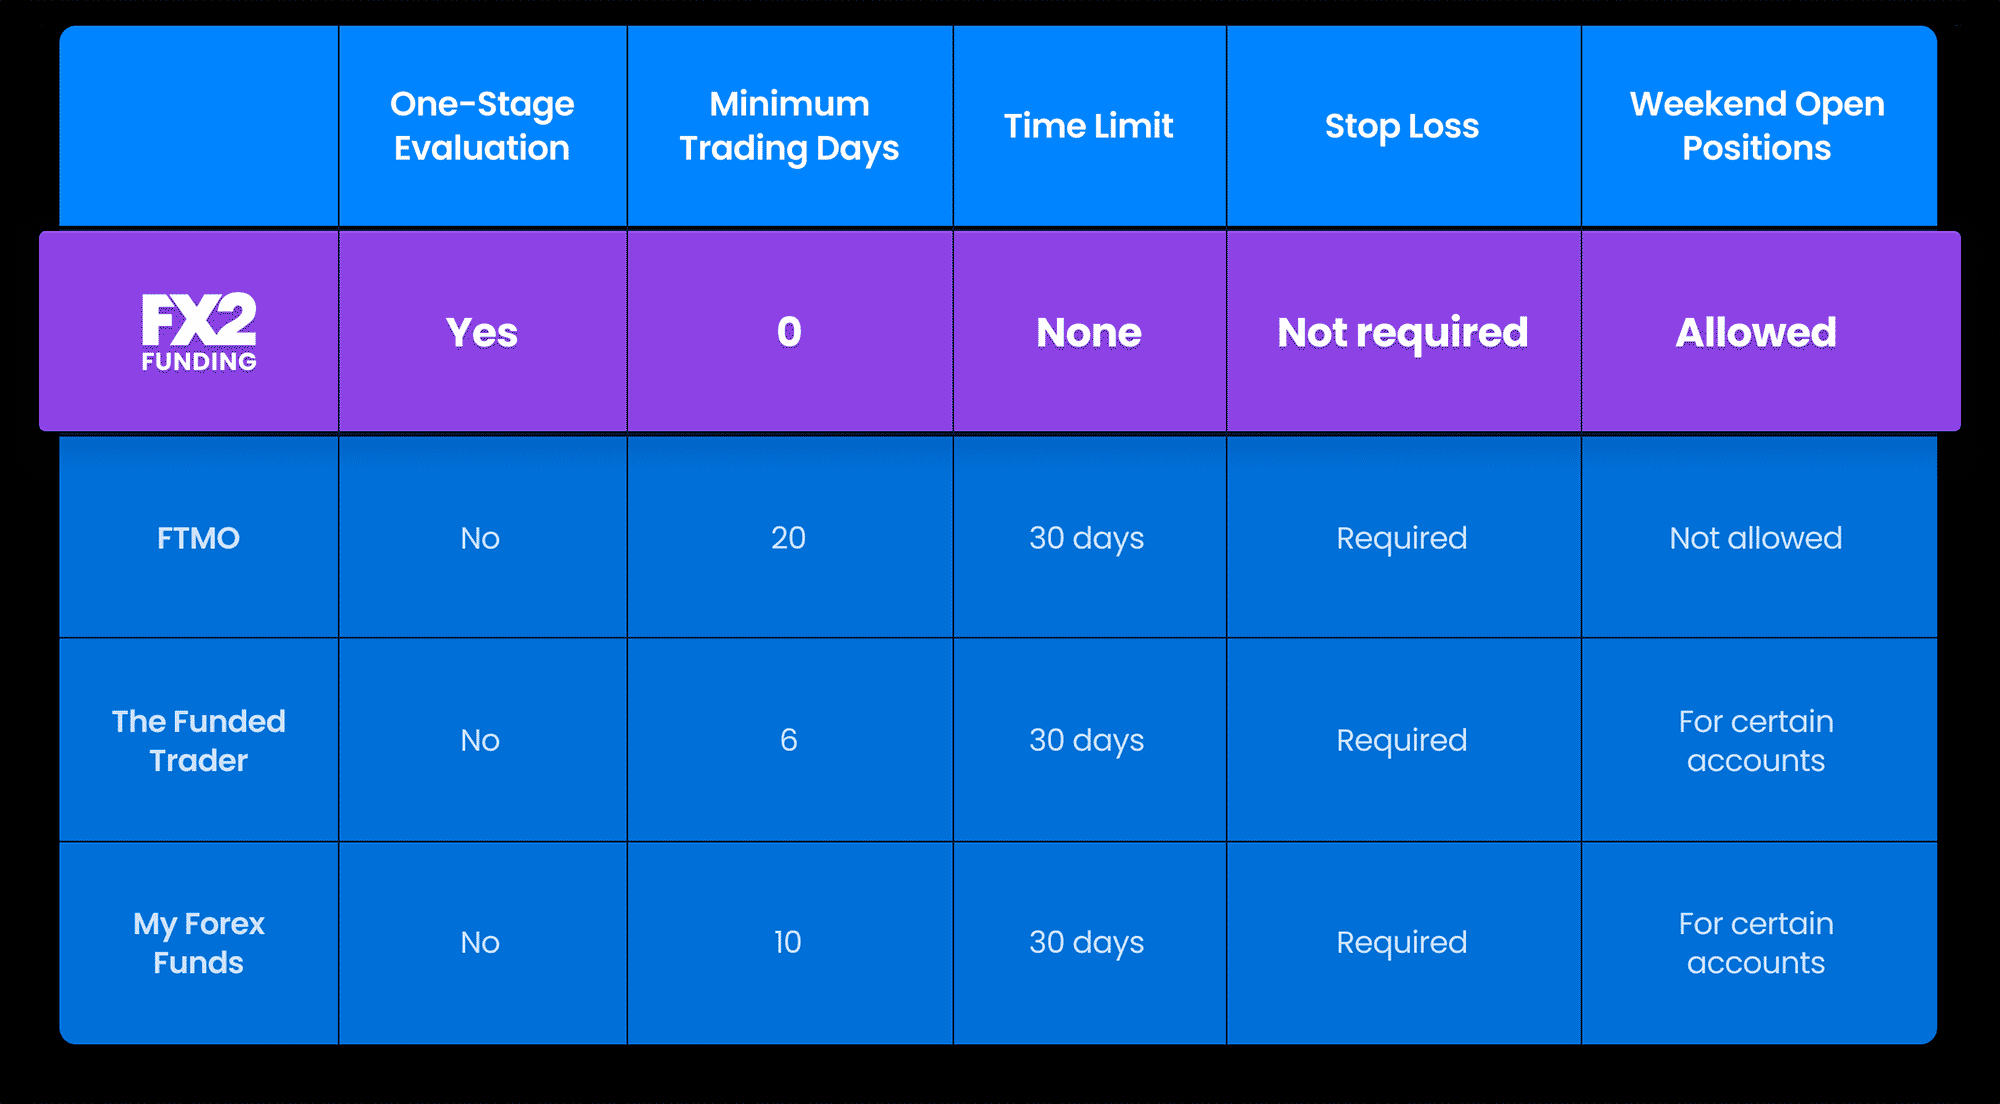 One-Stage
Evaluation
Minimum
Trading Days
Time Limit
Stop Loss
Weekend Open
Positions
FX2
FUNDING
Yes
0
None
Not required
Allowed
FTMO
No
20
30 days
Required
Not allowed
The Funded
Trader
No
6
30 days
Required
For certain
accounts
My Forex
Funds
No
10
30 days
Required
For certain
accounts